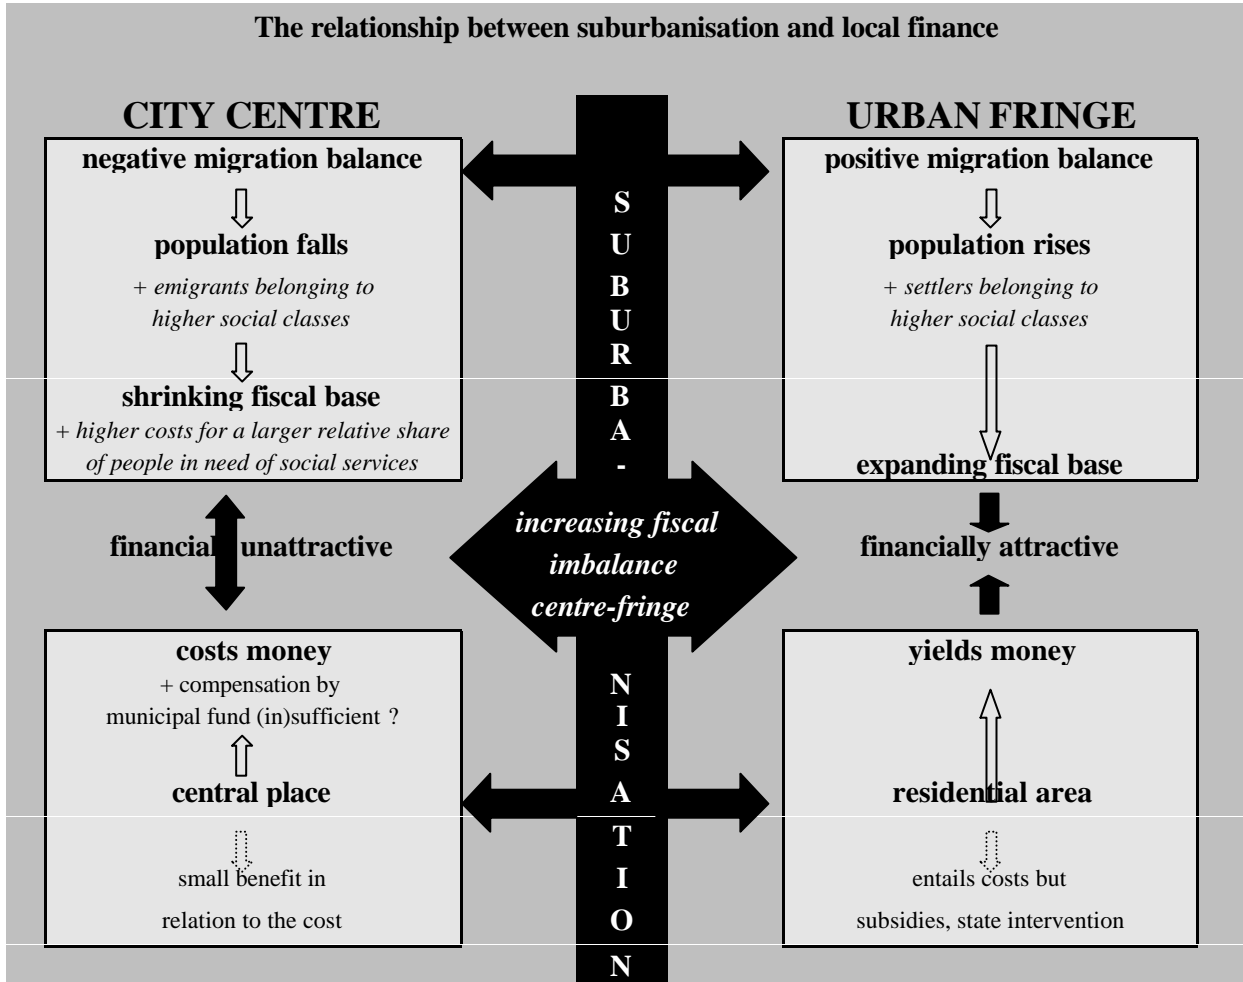 The relationship between suburbanisation and local finance
CITY CENTRE
negative migration balance
population falls
+ emigrants belonging to
higher social classes
shrinking fiscal base
+ higher costs for a larger relative share
of people in need of social services
financially unattractive
costs money
+ compensation by
municipal fund (in)sufficient ?
central place
small benefit in
relation to the cost
S
U
B
U
R
B
A
-
increasing fiscal
imbalance
centre-fringe
N
I
S
A
T
I
O
N
URBAN FRINGE
positive migration balance
population rises
+ settlers belonging to
higher social classes
expanding fiscal base
financially attractive
yields money
residential area
entails costs but
subsidies, state intervention